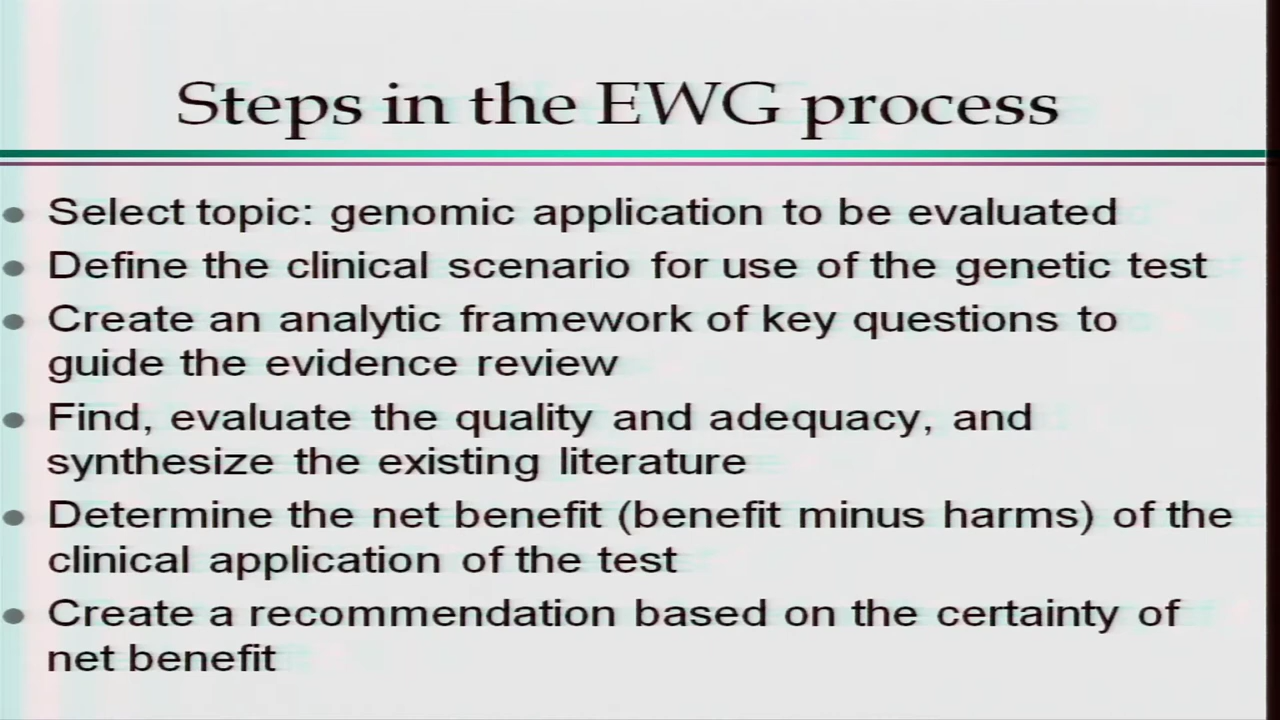 Steps in the EWG process
• Select topic: genomic application to be evaluated
• Define the clinical scenario for use of the genetic test
• Create an analytic framework of key questions to
guide the evidence review
• Find, evaluate the quality and adequacy, and
synthesize the existing literature
• Determine the net benefit (benefit minus harms) of the
clinical application of the test
• Create a recommendation based on the certainty of
net benefit